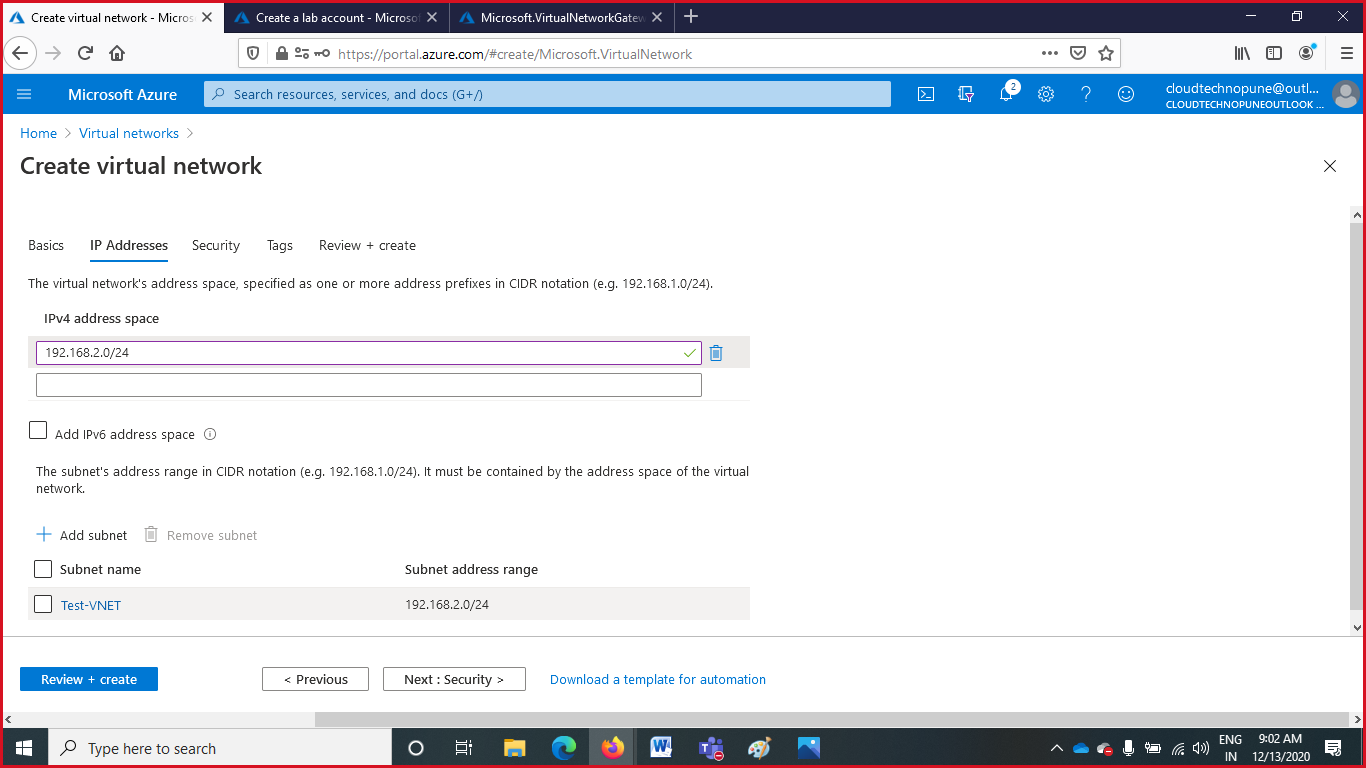 Create virtual network - Micros
Create a lab account - Microsof
Microsoft.VirtualNetworkGatew
https://portal.azure.com/#create/Microsoft.VirtualNetwork
Microsoft Azure
Search resources, services, and docs (G+/)
2
cloudtechnopune@outl...
CLOUDTECHNOPUNEOUTLOOK ...
Home > Virtual networks >
Create virtual network
Basics
IP Addresses
Security
Tags
Review + create
The virtual network's address space, specified as one or more address prefixes in CIDR notation (e.g. 192.168.1.0/24).
IPv4 address space
192.168.2.0/24
Add IPv6 address space
The subnet's address range in CIDR notation (e.g. 192.168.1.0/24). It must be contained by the address space of the virtual
network.
Add subnet
Remove subnet
Subnet name
Subnet address range
Test-VNET
192.168.2.0/24
Review + create
< Previous
Next : Security >
Download a template for automation
Type here to search
ENG
IN
9:02 AM
12/13/2020